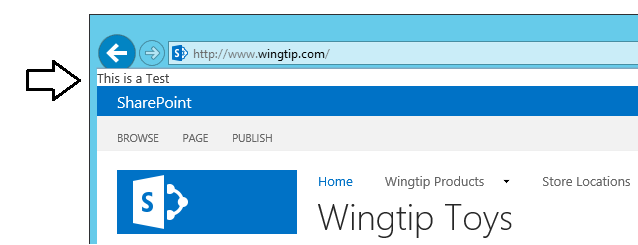 http://www.wingtip.com/
This is a Test
SharePoint
BROWSE PAGE PUBLISH
S
Home Wingtip Products Store Locations
Wingtip Toys